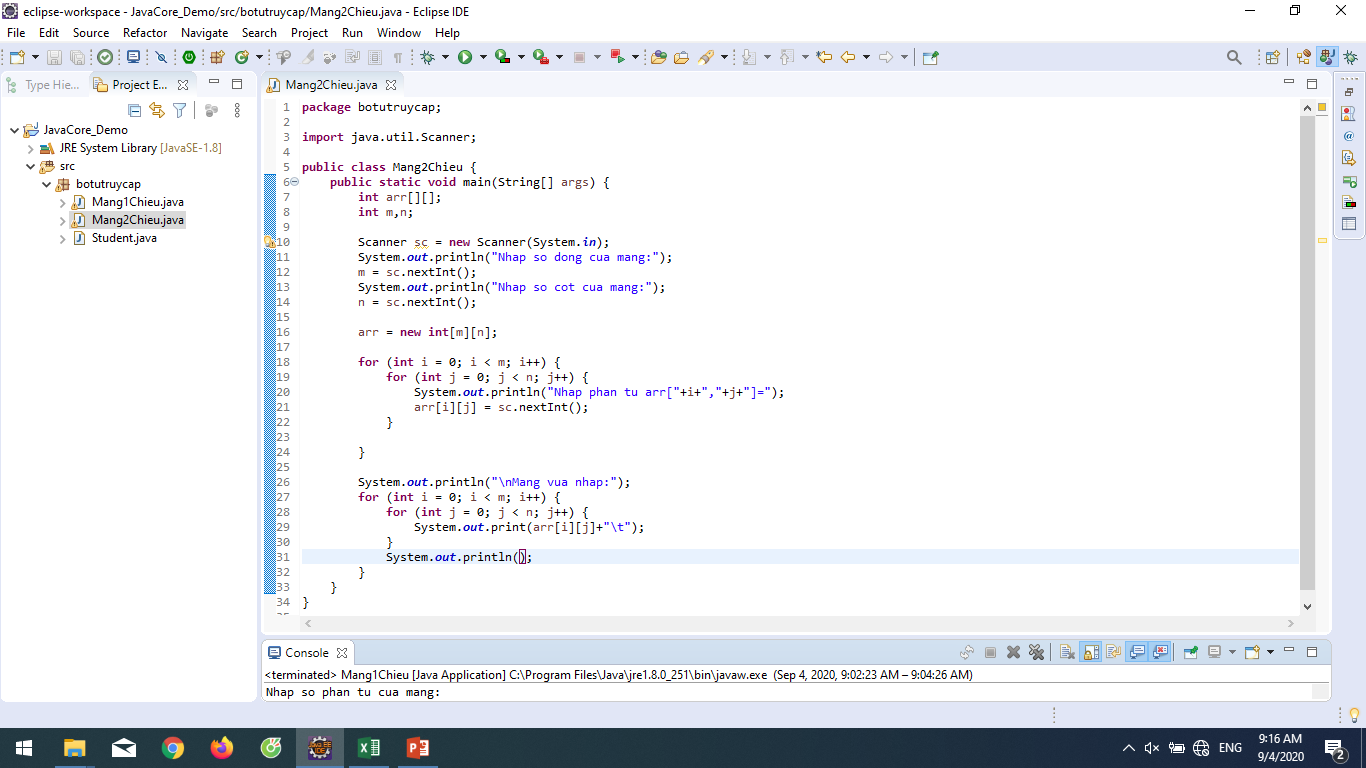 eclipse-workspace - JavaCore_Demo/src/botutruycap/Mang2Chieu.java - Eclipse IDE
File Edit Source Refactor Navigate Search Project Run Window Help
Type Hie...
Project E...
JavaCore_Demo
JRE System Library [JavaSE-1.8]
src
botutruycap
Mang1Chieu.java
Mang2Chieu.java
Student.java
Mang2Chieu.java
1 package botutruycap;
2
3 import java.util.Scanner;
4
5 public class Mang2Chieu {
6 public static void main(String[] args) {
7 int arr[][];
8 int m,n;
9
10 Scanner sc = new Scanner(System.in);
11 System.out.println("Nhap so dong cua mang:");
12 m = sc.nextInt();
13 System.out.println("Nhap so cot cua mang:");
14 n = sc.nextInt();
15
16 arr = new int[m][n];
17
18 for (int i = 0; i < m; i++) {
19 for (int j = 0; j < n; j++) {
20 System.out.println("Nhap phan tu arr["+i+","+j+"]=");
21 arr[i][j] = sc.nextInt();
22 }
23
24 }
25
26 System.out.println("\nMang vua nhap:");
27 for (int i = 0; i < m; i++) {
28 for (int j = 0; j < n; j++) {
29 System.out.print(arr[i][j]+"\t");
30 }
31 System.out.println();
32 }
33 }
34 }
Console
<terminated> Mang1Chieu [Java Application] C:\Program Files\Java\jre1.8.0_251\bin\javaw.exe (Sep 4, 2020, 9:02:23 AM – 9:04:26 AM)
Nhap so phan tu cua mang:
ENG
9:16 AM
9/4/2020
2